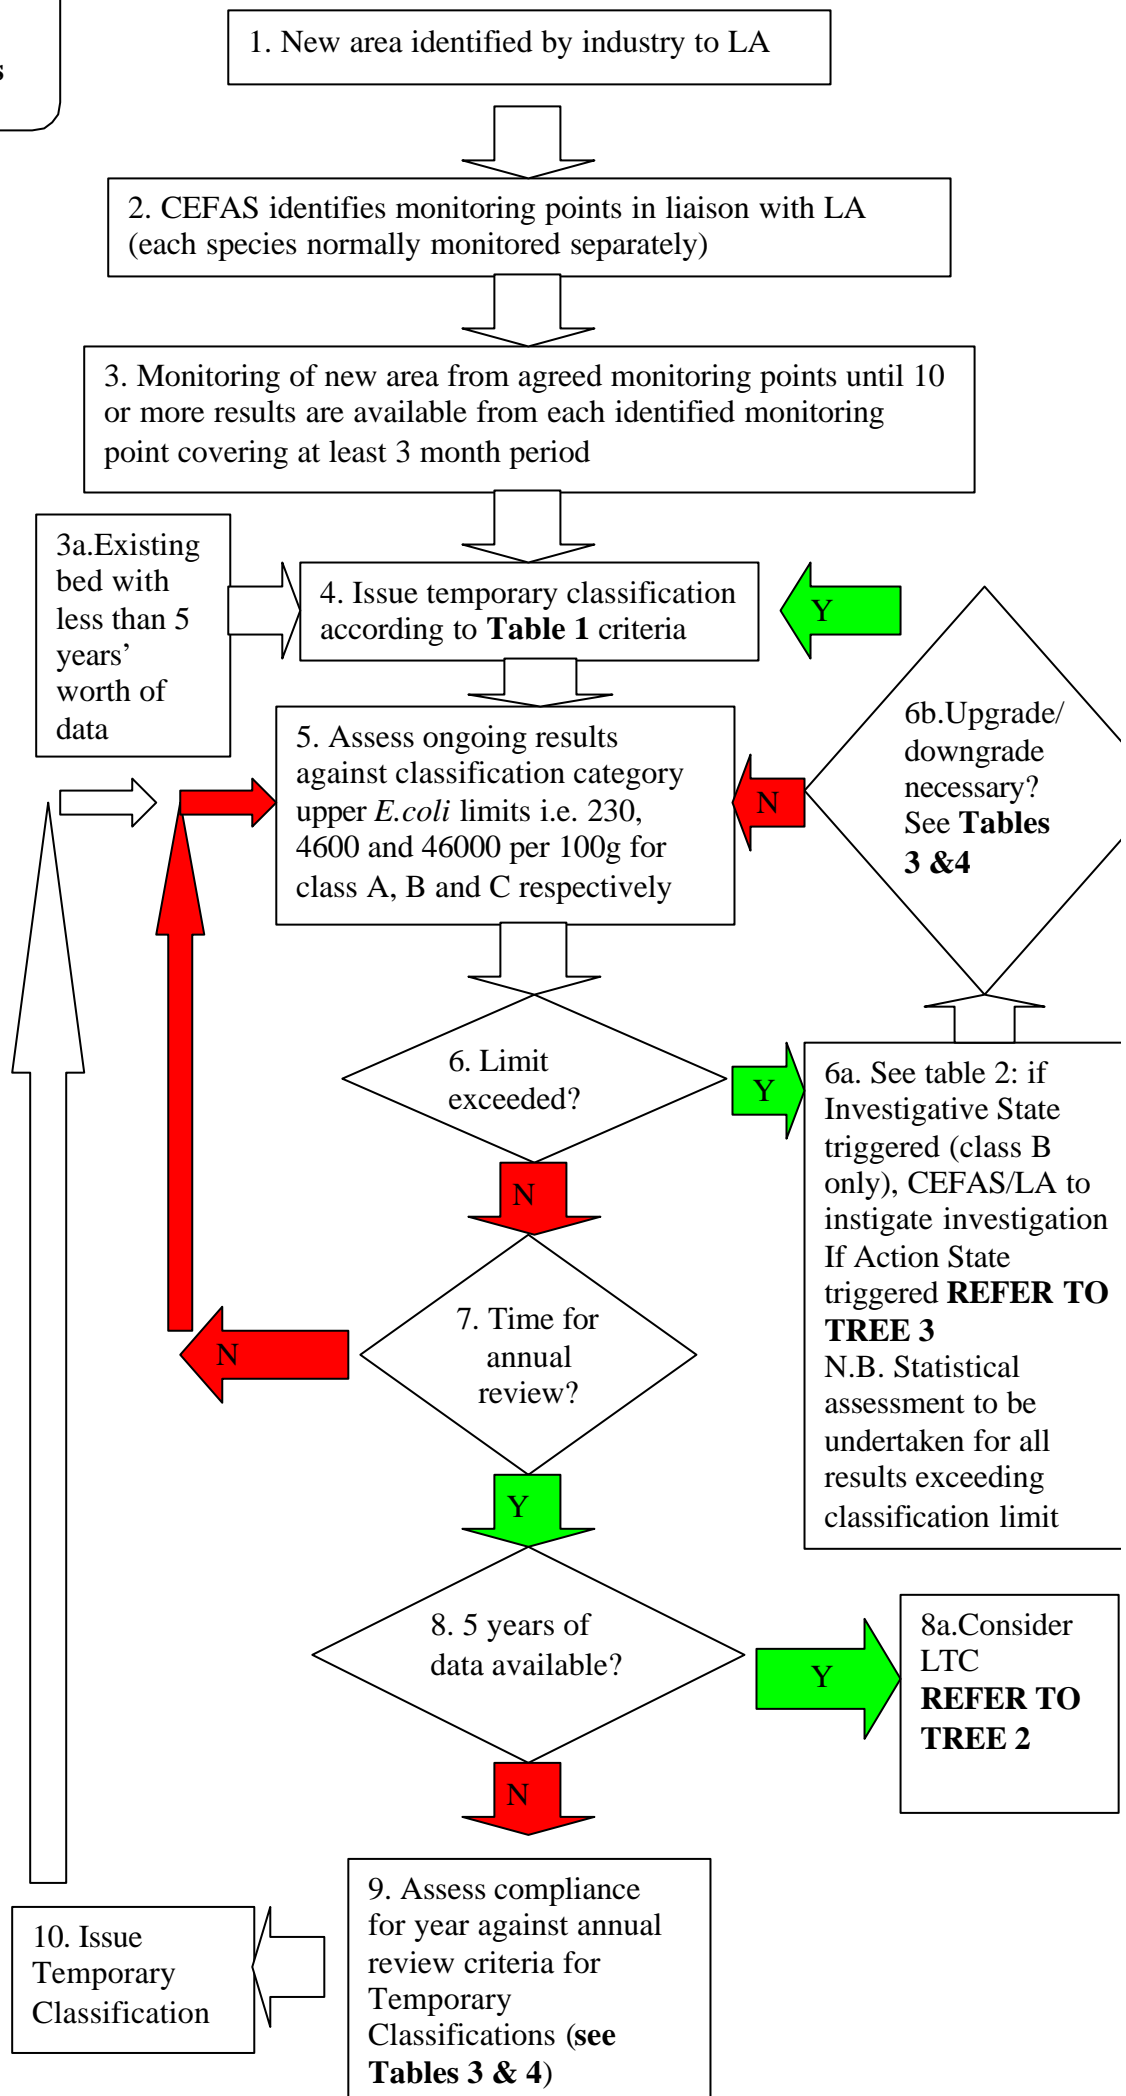 s
1. New area identified by industry to LA
2. CEFAS identifies monitoring points in liaison with LA
(each species normally monitored separately)
3. Monitoring of new area from agreed monitoring points until 10
or more results are available from each identified monitoring
point covering at least 3 month period
3a.Existing
bed with
less than 5
years’
worth of
data
4. Issue temporary classification
according to Table 1 criteria
Y
5. Assess ongoing results
against classification category
upper E.coli limits i.e. 230,
4600 and 46000 per 100g for
class A, B and C respectively
N
6b.Upgrade/
downgrade
necessary?
See Tables
3 &4
6. Limit
exceeded?
Y
6a. See table 2: if
Investigative State
triggered (class B
only), CEFAS/LA to
instigate investigation
If Action State
triggered REFER TO
TREE 3
N.B. Statistical
assessment to be
undertaken for all
results exceeding
classification limit
N
7. Time for
annual
review?
N
Y
8. 5 years of
data available?
Y
8a.Consider
LTC
REFER TO
TREE 2
N
9. Assess compliance
for year against annual
review criteria for
Temporary
Classifications (see
Tables 3 & 4)
10. Issue
Temporary
Classification